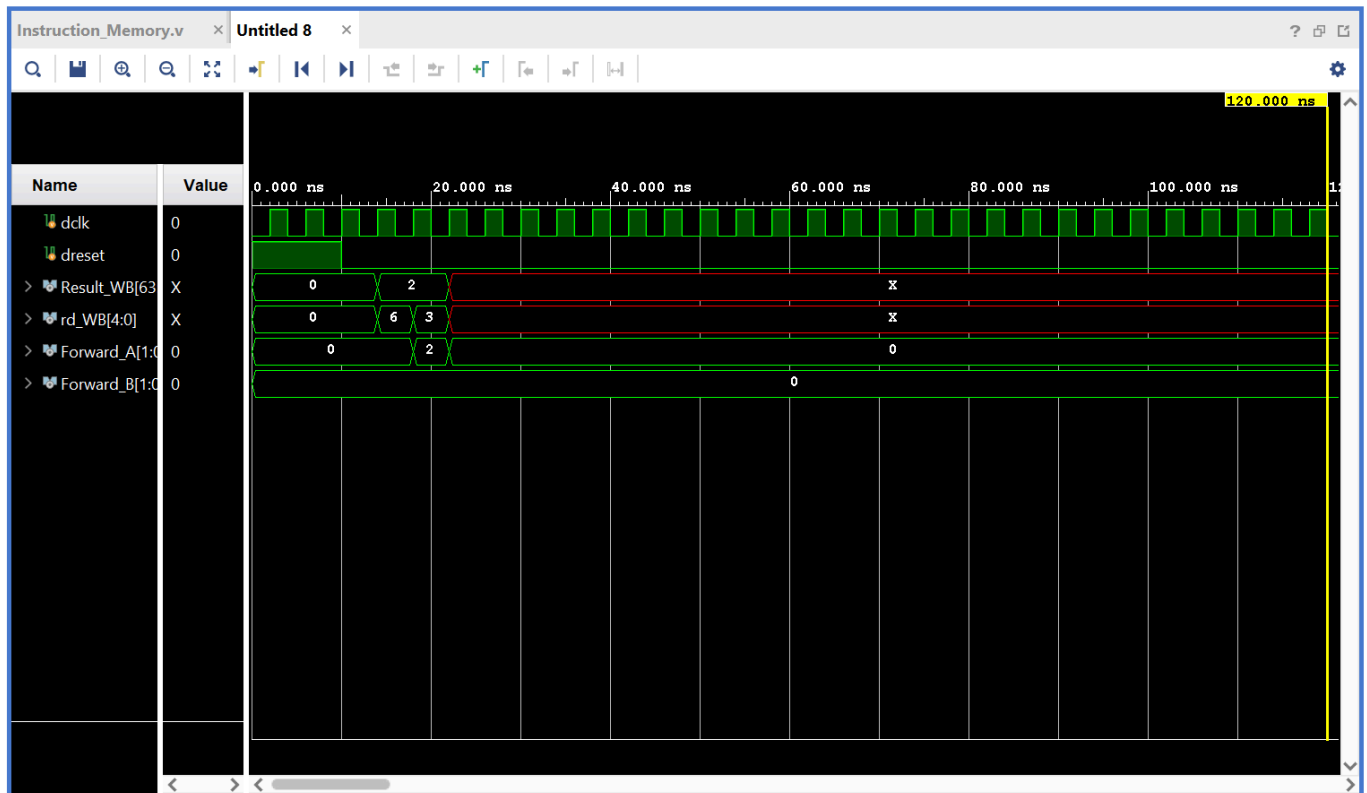 Instruction_Memory.v × Untitled 8 × ?
120.000 ns
Name Value 0.000 ns 20.000 ns 40.000 ns 60.000 ns 80.000 ns 100.000 ns 1
dclk 0
dreset 0
Result_WB[63 X 0 2 X
rd_WB[4:0] X 0 6 3 X
Forward_A[1:0 0 0 2 0
Forward_B[1:0 0 0